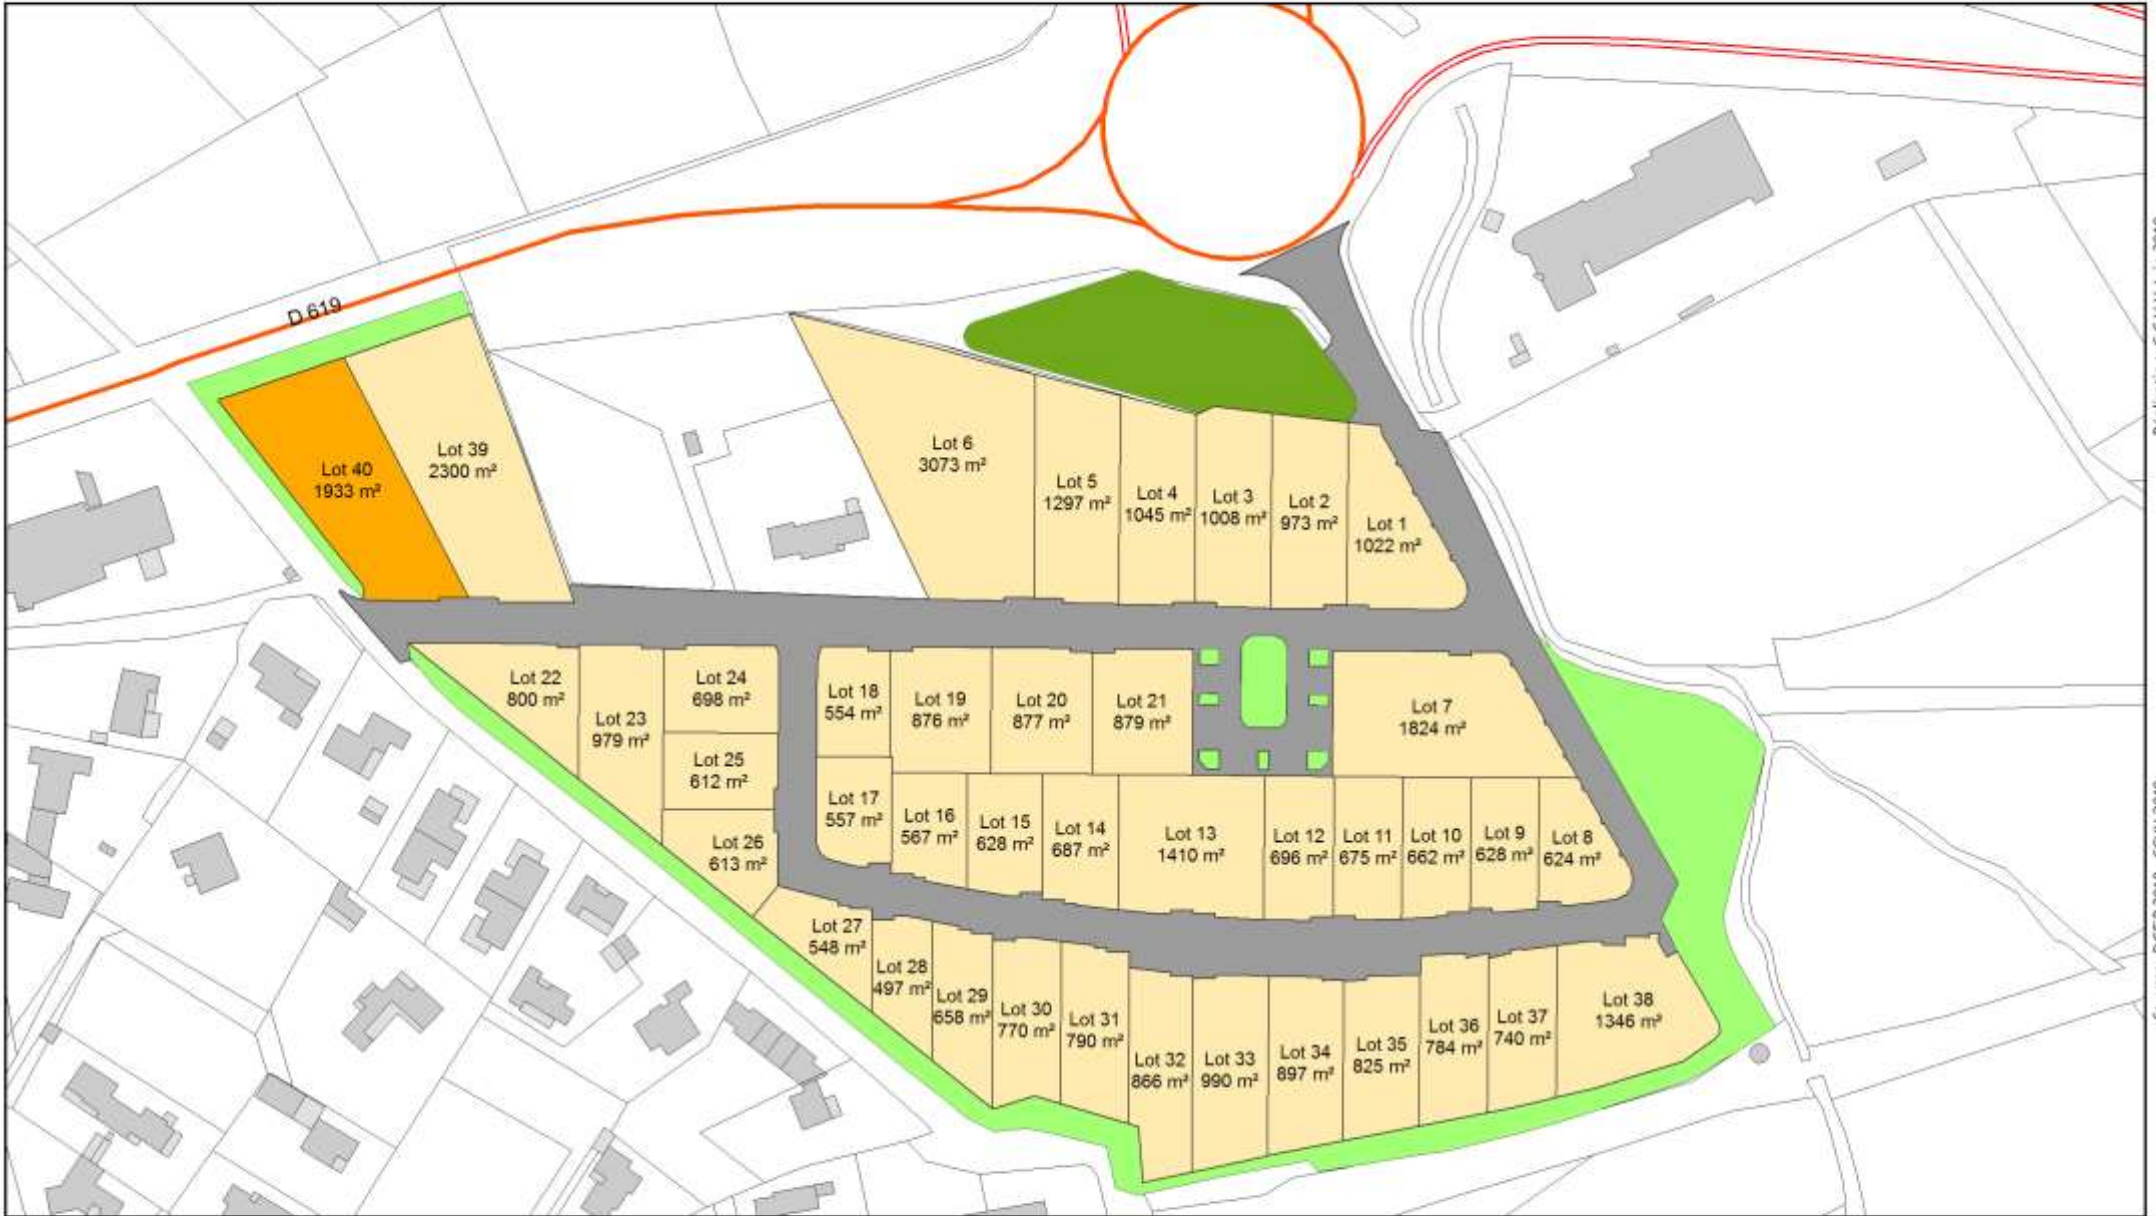 D 619
Lot 40
1933 m²
Lot 39
2300 m²
Lot 6
3073 m²
Lot 5
1297 m²
Lot 4
1045 m²
Lot 3
1008 m²
Lot 2
973 m²
Lot 1
1022 m²
Lot 22
800 m²
Lot 23
979 m²
Lot 24
698 m²
Lot 25
612 m²
Lot 26
613 m²
Lot 18
554 m²
Lot 19
876 m²
Lot 20
877 m²
Lot 21
879 m²
Lot 7
1824 m²
Lot 17
557 m²
Lot 16
567 m²
Lot 15
628 m²
Lot 14
687 m²
Lot 13
1410 m²
Lot 12
696 m²
Lot 11
675 m²
Lot 10
662 m²
Lot 9
628 m²
Lot 8
624 m²
Lot 27
548 m²
Lot 28
497 m²
Lot 29
658 m²
Lot 30
770 m²
Lot 31
790 m²
Lot 32
866 m²
Lot 33
990 m²
Lot 34
897 m²
Lot 35
825 m²
Lot 36
784 m²
Lot 37
740 m²
Lot 38
1346 m²